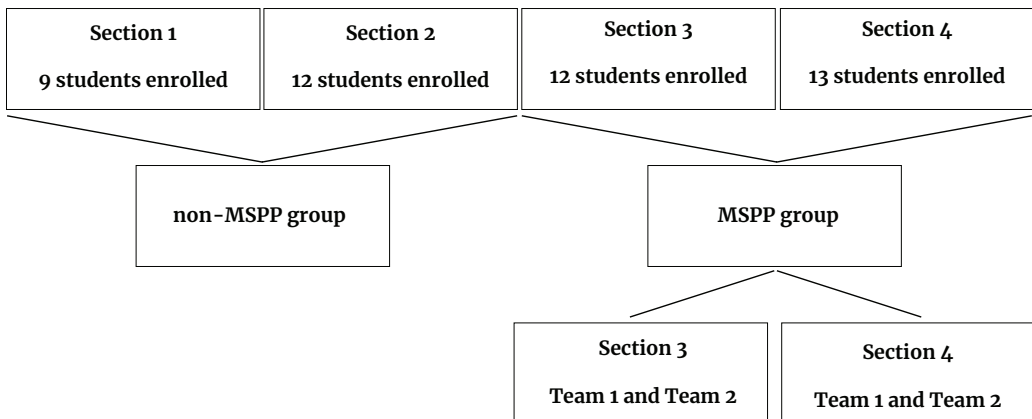 Section 1
9 students enrolled
Section 2
12 students enrolled
Section 3
12 students enrolled
Section 4
13 students enrolled
non-MSPP group
MSPP group
Section 3
Team 1 and Team 2
Section 4
Team 1 and Team 2